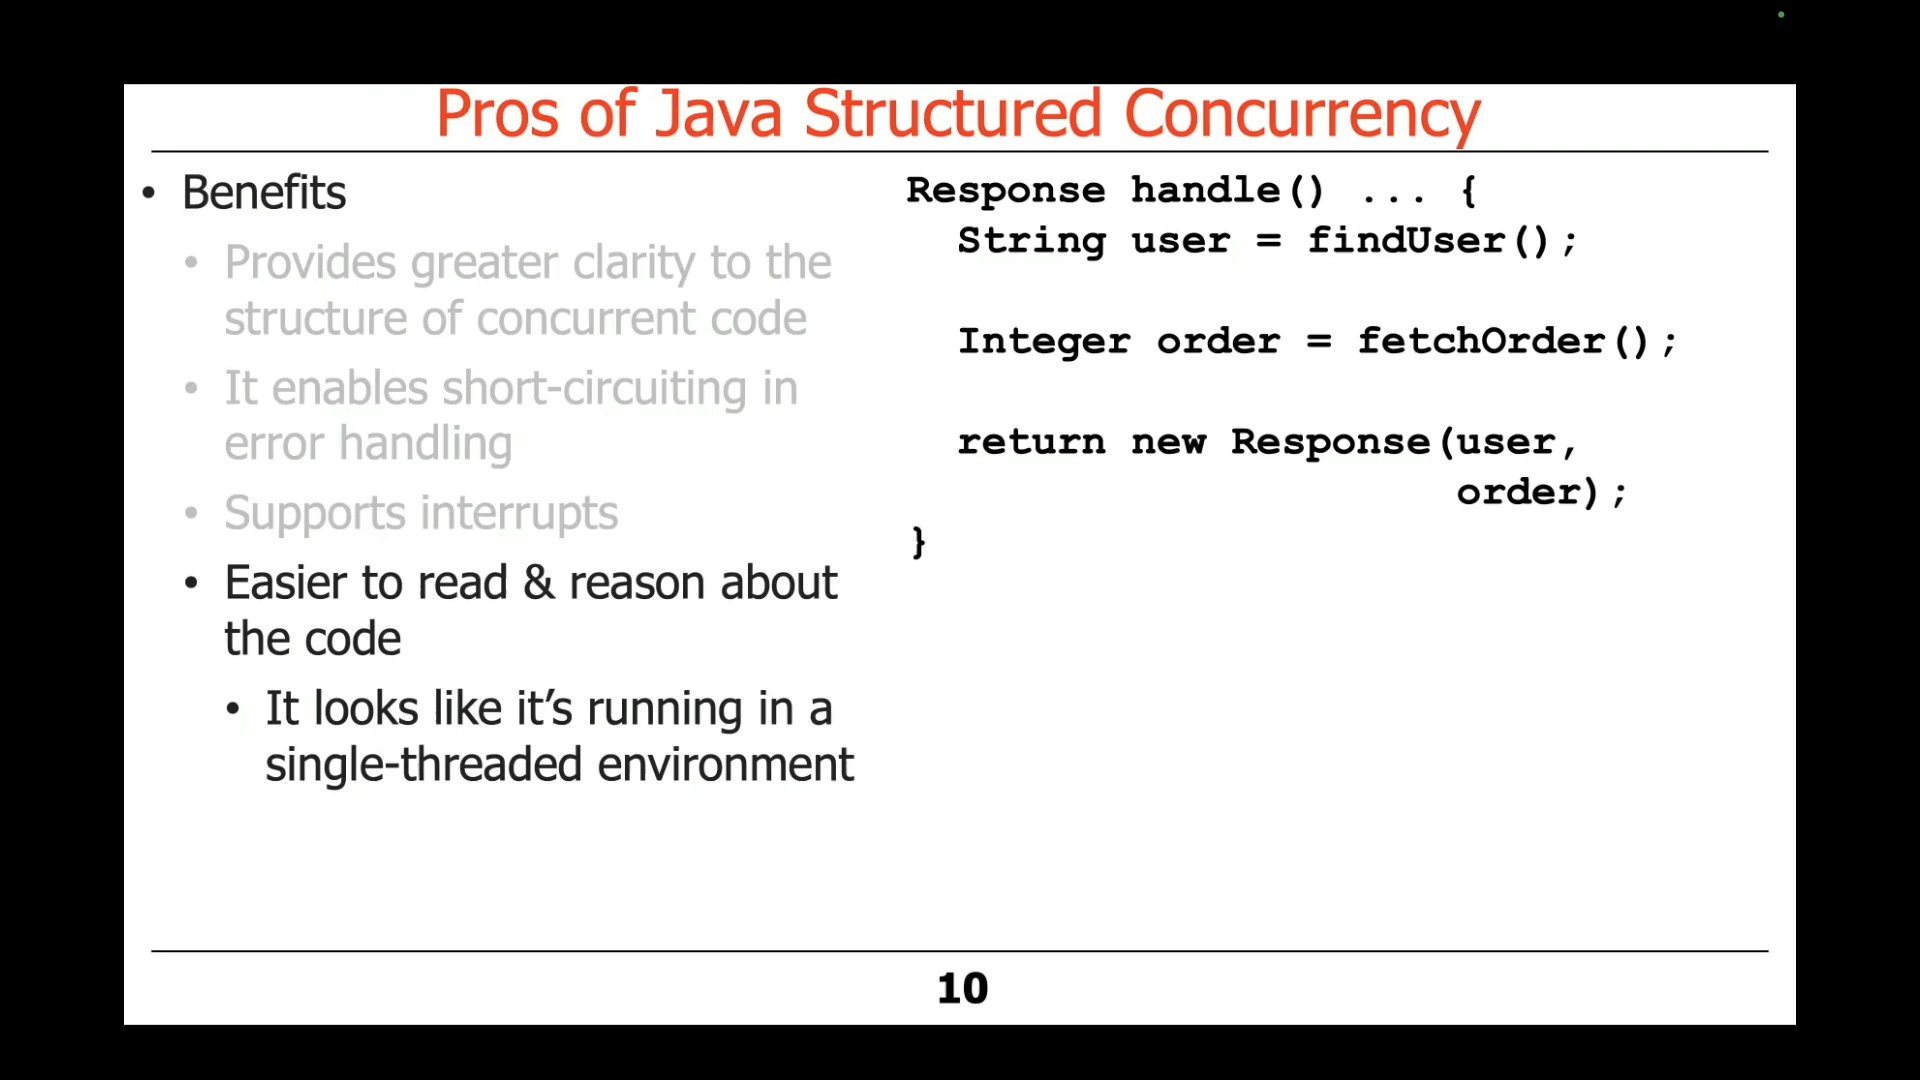 Pros of Java Structured Concurrency
• Benefits
• Provides greater clarity to the
structure of concurrent code
• It enables short-circuiting in
error handling
• Supports interrupts
• Easier to read & reason about
the code
• It looks like it’s running in a
single-threaded environment
Response handle() ... {
String user = findUser();
Integer order = fetchOrder();
return new Response(user,
order);
}
10